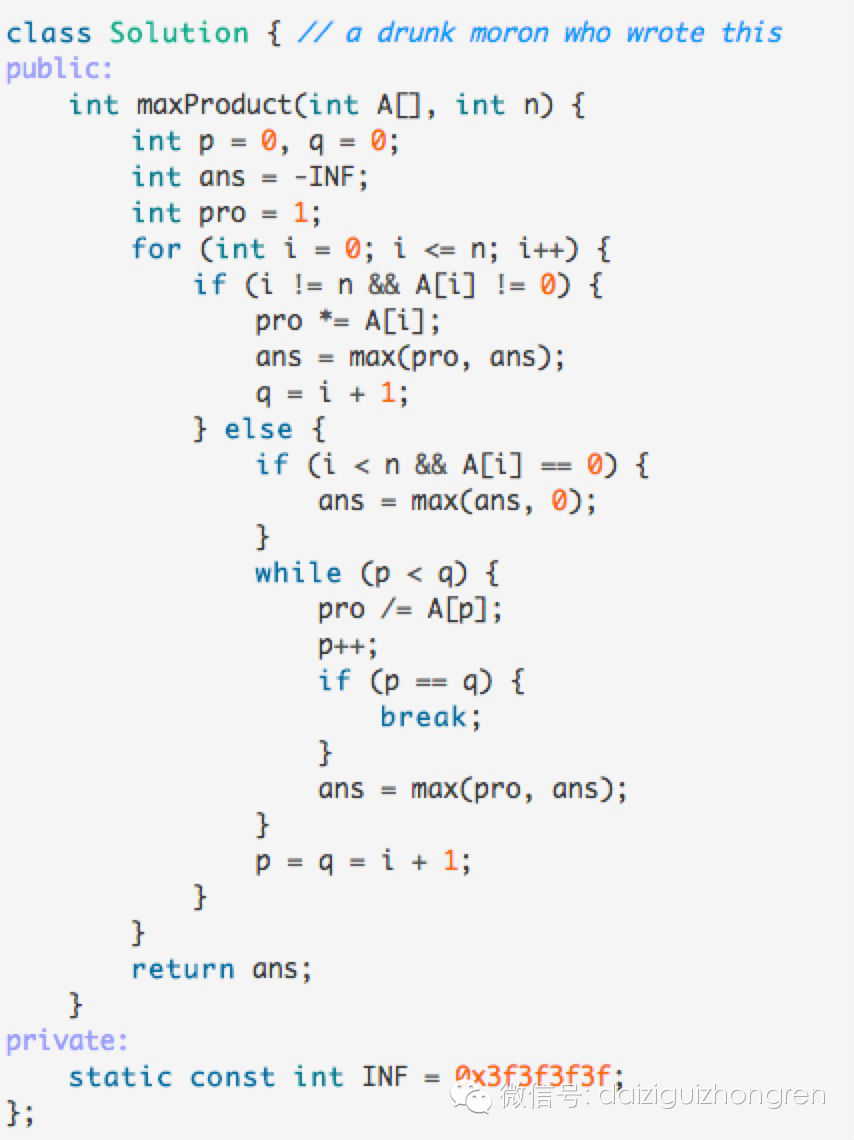 class Solution { // a drunk moron who wrote this
public:
    int maxProduct(int A[], int n) {
        int p = 0, q = 0;
        int ans = -INF;
        int pro = 1;
        for (int i = 0; i <= n; i++) {
            if (i != n && A[i] != 0) {
                pro *= A[i];
                ans = max(pro, ans);
                q = i + 1;
            } else {
                if (i < n && A[i] == 0) {
                    ans = max(ans, 0);
                }
                while (p < q) {
                    pro /= A[p];
                    p++;
                    if (p == q) {
                        break;
                    }
                    ans = max(pro, ans);
                }
                p = q = i + 1;
            }
        }
        return ans;
    }
private:
    static const int INF = 0x3f3f3f3f;
};
微信号: daiziguizhongren